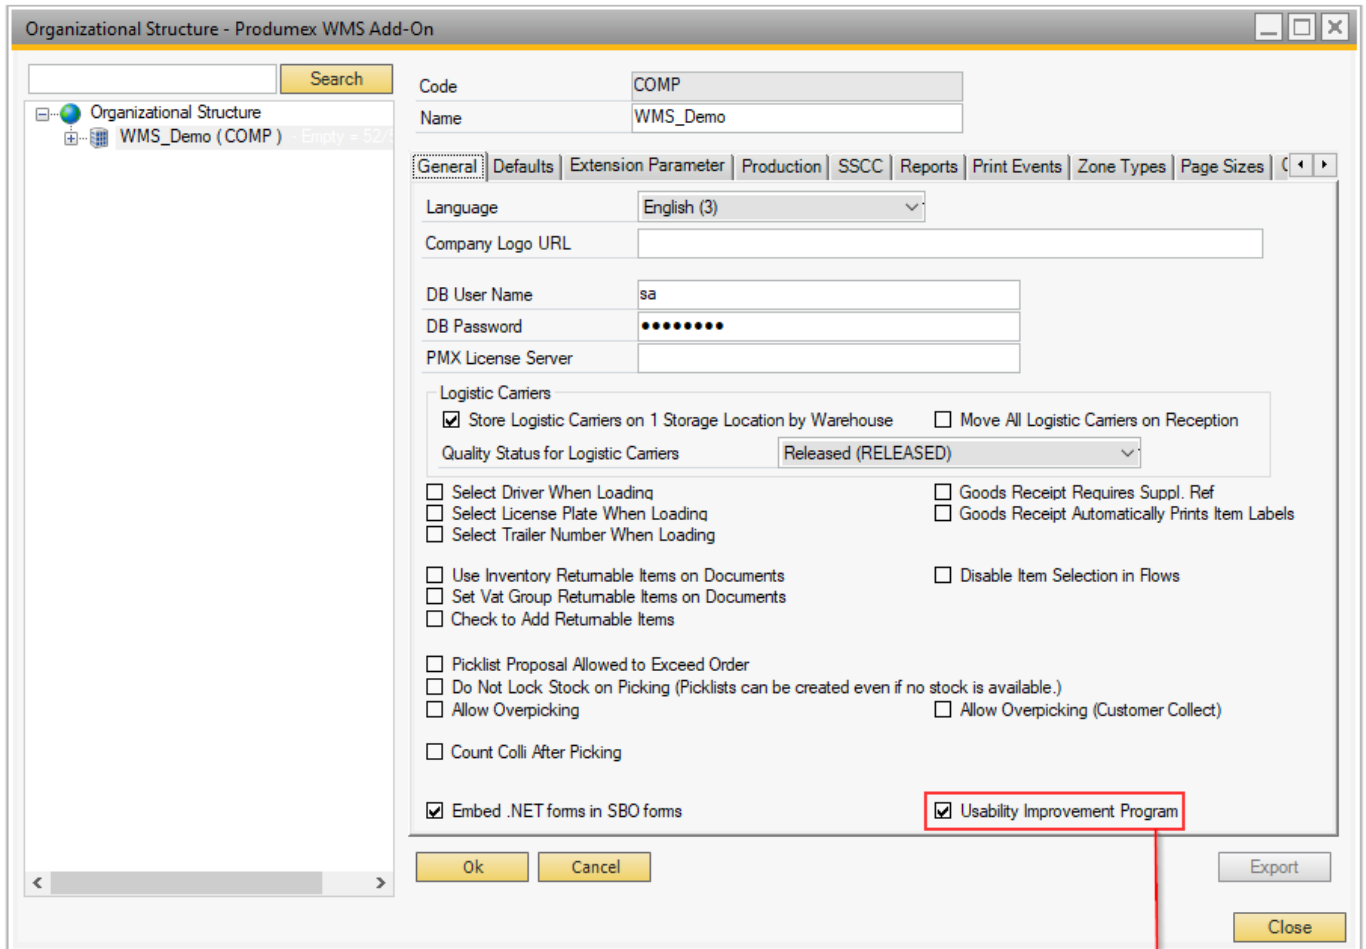 Organizational Structure - Produmex WMS Add-On
Search
Organizational Structure
WMS_Demo ( COMP ) - Empty = 52/
Code COMP
Name WMS_Demo
General Defaults Extension Parameter Production SSCC Reports Print Events Zone Types Page Sizes
Language English (3)
Company Logo URL
DB User Name sa
DB Password ●●●●●●●●
PMX License Server
Logistic Carriers
Store Logistic Carriers on 1 Storage Location by Warehouse Move All Logistic Carriers on Reception
Quality Status for Logistic Carriers Released (RELEASED)
Select Driver When Loading Goods Receipt Requires Suppl. Ref
Select License Plate When Loading Goods Receipt Automatically Prints Item Labels
Select Trailer Number When Loading
Use Inventory Returnable Items on Documents Disable Item Selection in Flows
Set Vat Group Returnable Items on Documents
Check to Add Returnable Items
Picklist Proposal Allowed to Exceed Order
Do Not Lock Stock on Picking (Picklists can be created even if no stock is available.)
Allow Overpicking Allow Overpicking (Customer Collect)
Count Colli After Picking
Embed .NET forms in SBO forms Usability Improvement Program
Ok Cancel Export
Close